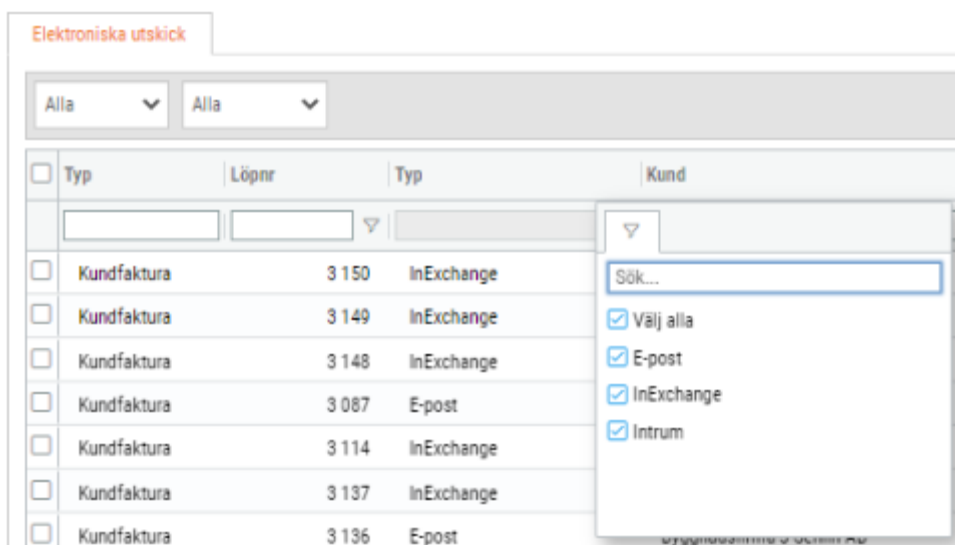 Elektroniska utskick
Alla Alla
Typ Löpnr Typ Kund
Sök...
Kundfaktura 3 150 InExchange
Välj alla
Kundfaktura 3 149 InExchange
E-post
Kundfaktura 3 148 InExchange
InExchange
Kundfaktura 3 087 E-post
Intrum
Kundfaktura 3 114 InExchange
Kundfaktura 3 137 InExchange
Kundfaktura 3 136 E-post